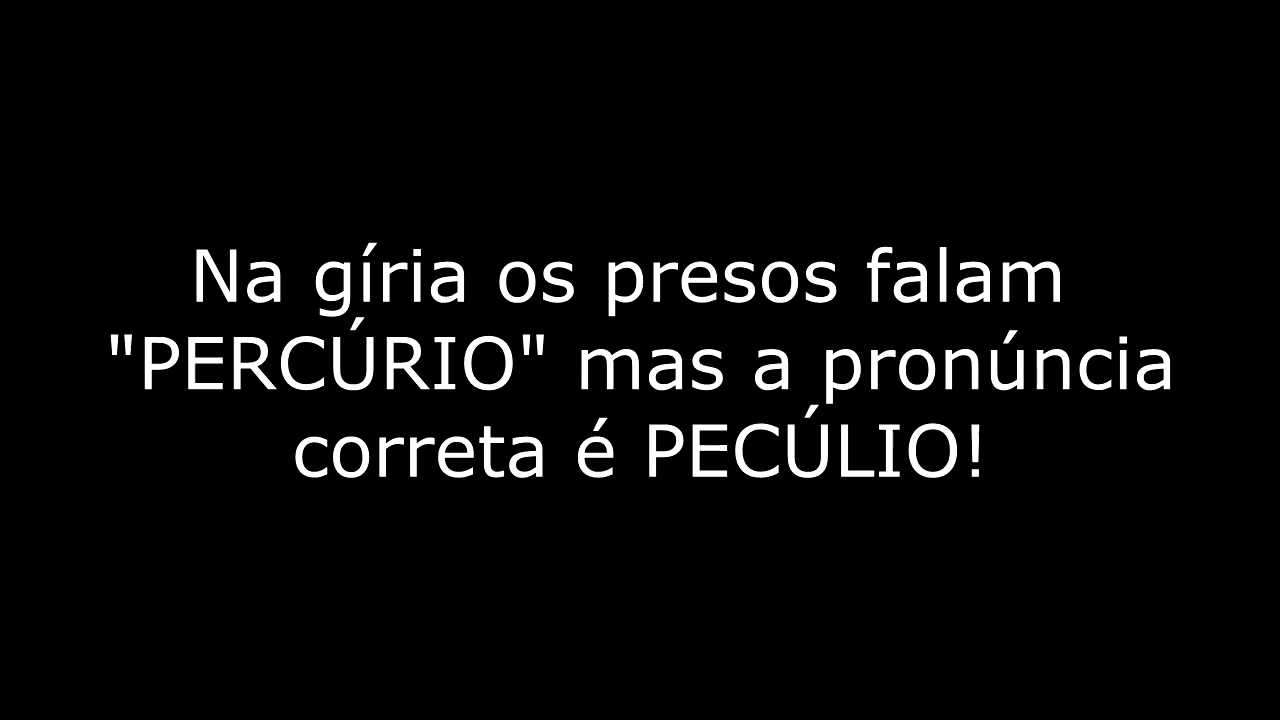 Na gíria os presos falam
"PERCÚRIO" mas a pronúncia
correta é PECÚLIO!